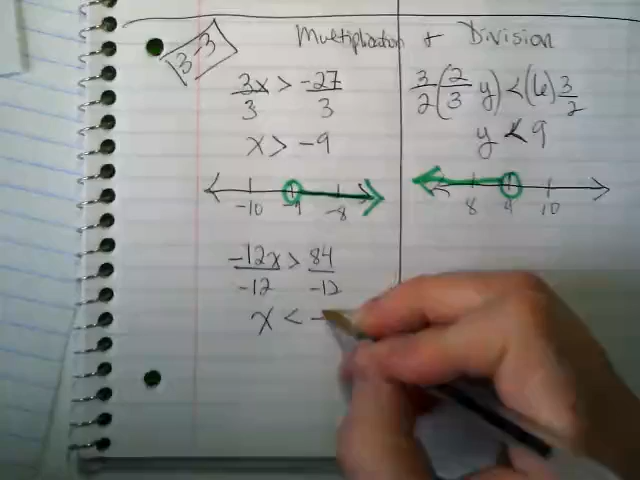 3-3
Multiplication + Division
3x/3 > -27/3
x > -9
-10 -9 -8
-12x/-12 > 84/-12
x < -
3/2(2/3 y) < (6)3/2
y < 9
8 9 10